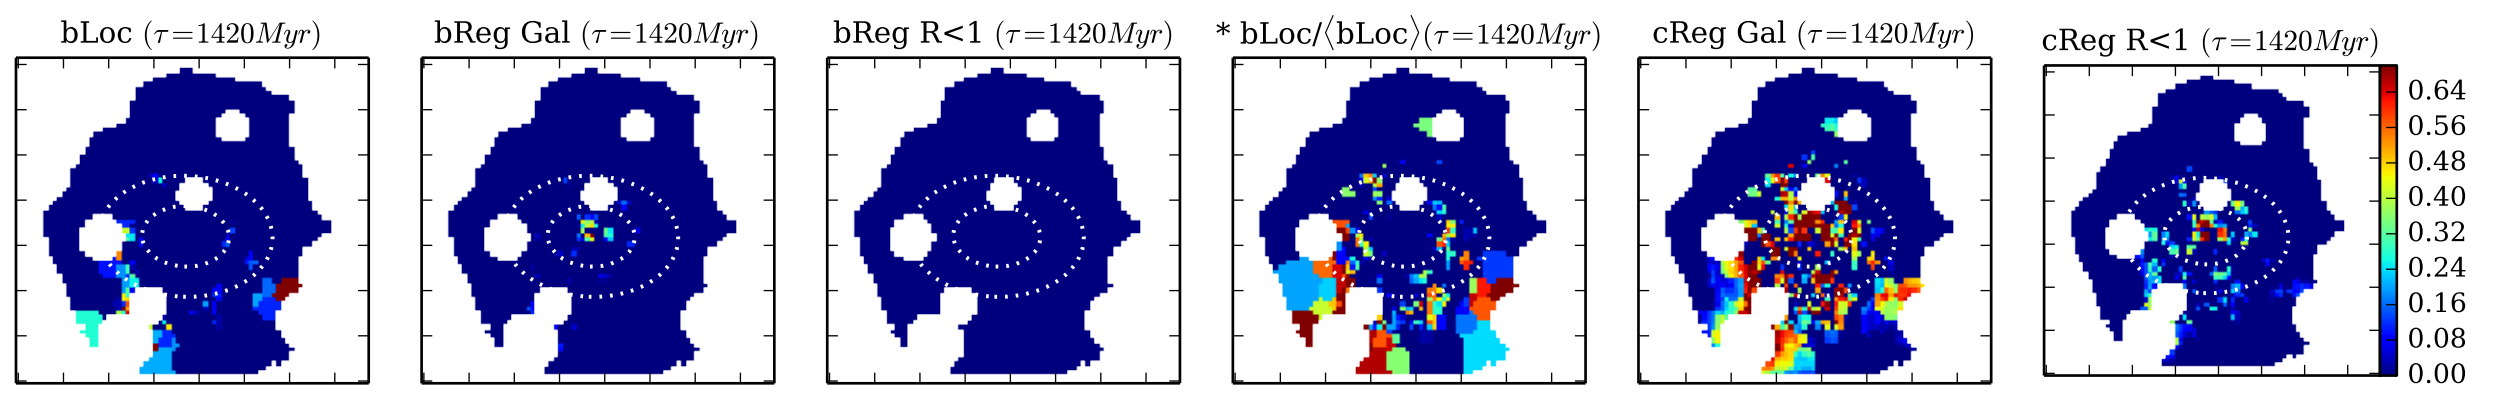 bLoc (τ=1420Myr)
bReg Gal (τ=1420Myr)
bReg R<1 (τ=1420Myr)
* bLoc/⟨bLoc⟩(τ=1420Myr)
cReg Gal (τ=1420Myr)
cReg R<1 (τ=1420Myr)
0.64
0.56
0.48
0.40
0.32
0.24
0.16
0.08
0.00